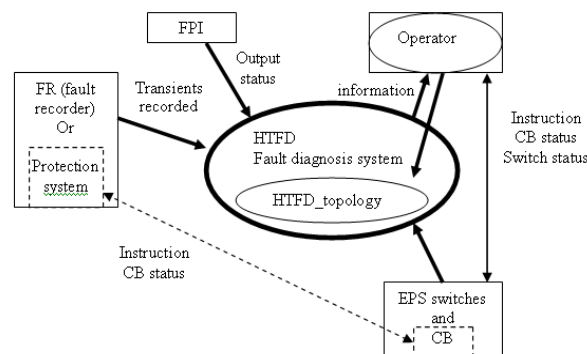 FPI
Operator
Output
status
FR (fault
recorder)
Or
Protection
system
Transients
recorded
information
HTFD
Fault diagnosis system
HTFD_topology
Instruction
CB status
Switch status
Instruction
CB status
EPS switches
and
CB